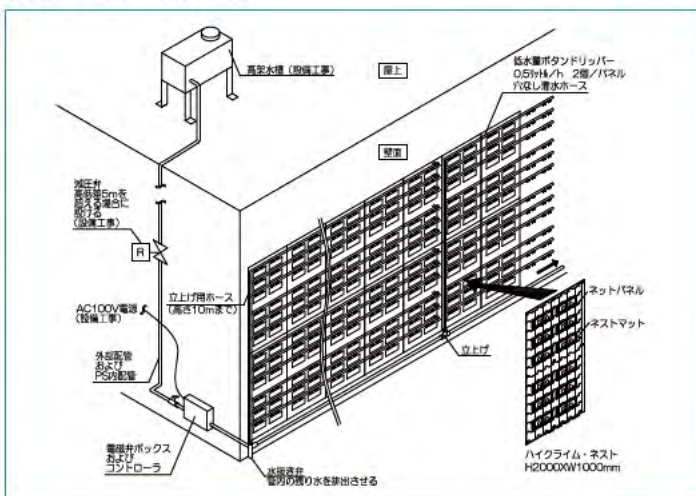 高架水槽(設備工事)
屋上
低水量ボタンドリッパー
0,5リットル/h 2個/パネル
穴なし潅水ホース
壁面
減圧弁
高低差5mを
超える場合に
設ける
(設備工事)
R
立上げ用ホース
(高さ10mまで)
AC100V電源
(設備工事)
外部配管
および
PS内配管
電磁弁ボックス
および
コントローラ
水抜き弁
管内の残り水を排出させる
立上げ
ネットパネル
ネストマット
ハイクライム・ネスト
H2000XW1000mm